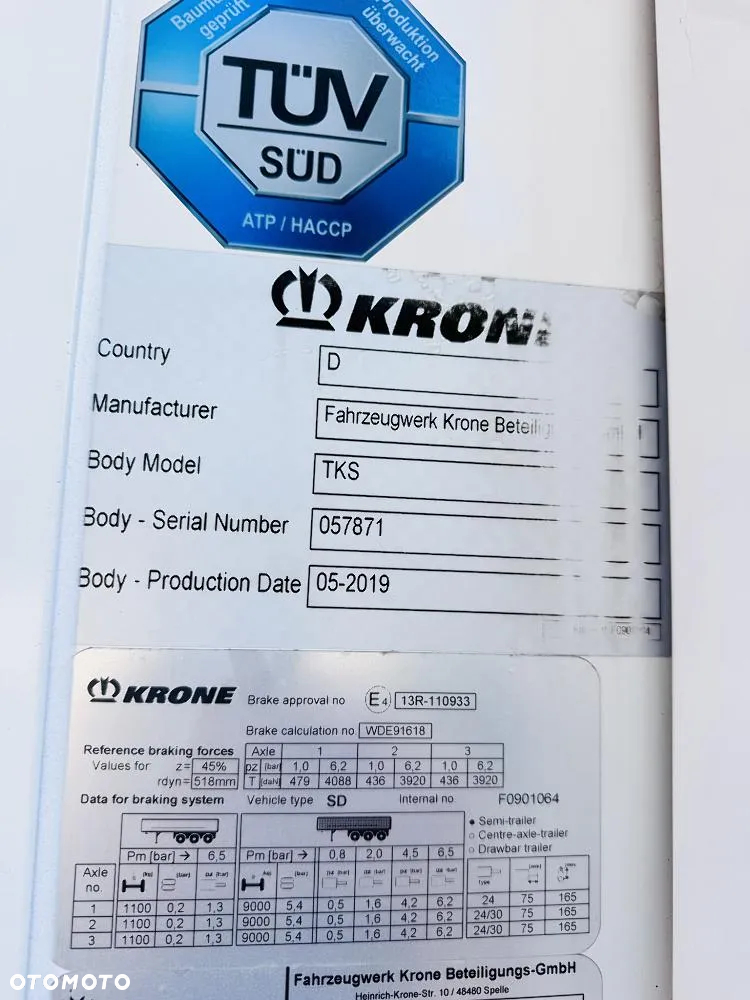 Baumuster geprüft
Produktion überwacht
TÜV
SÜD
ATP / HACCP
KRONE
Country D
Manufacturer Fahrzeugwerk Krone
Body Model TKS
Body - Serial Number 057871
Body - Production Date 05-2019
KRONE Brake approval no E4 13R-110933
Brake calculation no WDE91618
Reference braking forces Axle 1 2 3
Values for z= 45% pz [bar] 1,0 6,2 1,0 6,2 1,0 6,2
rdyn= 518mm T [daN] 479 4088 436 3920 436 3920
Data for braking system Vehicle type SD Internal no F0901064
Semi-trailer
Centre-axle-trailer
Drawbar trailer
Pm [bar] → 6,5 Pm [bar] → 0,8 2,0 4,5 6,5
Axle no.
1 1100 0,2 1,3 9000 5,4 0,5 1,6 4,2 6,2 24 75 165
2 1100 0,2 1,3 9000 5,4 0,5 1,6 4,2 6,2 24/30 75 165
3 1100 0,2 1,3 9000 5,4 0,5 1,6 4,2 6,2 24/30 75 165
Fahrzeugwerk Krone Beteiligungs-GmbH
Heinrich-Krone-Str. 10 / 48480 Spelle
OTOMOTO